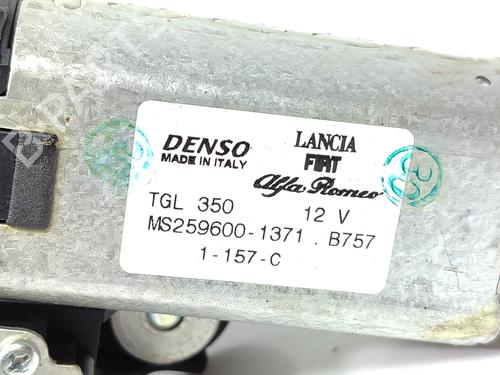 DENSO
MADE IN ITALY
LANCIA
FIAT
Alfa Romeo
TGL 350 12 V
MS259600-1371 . B757
1-157-C